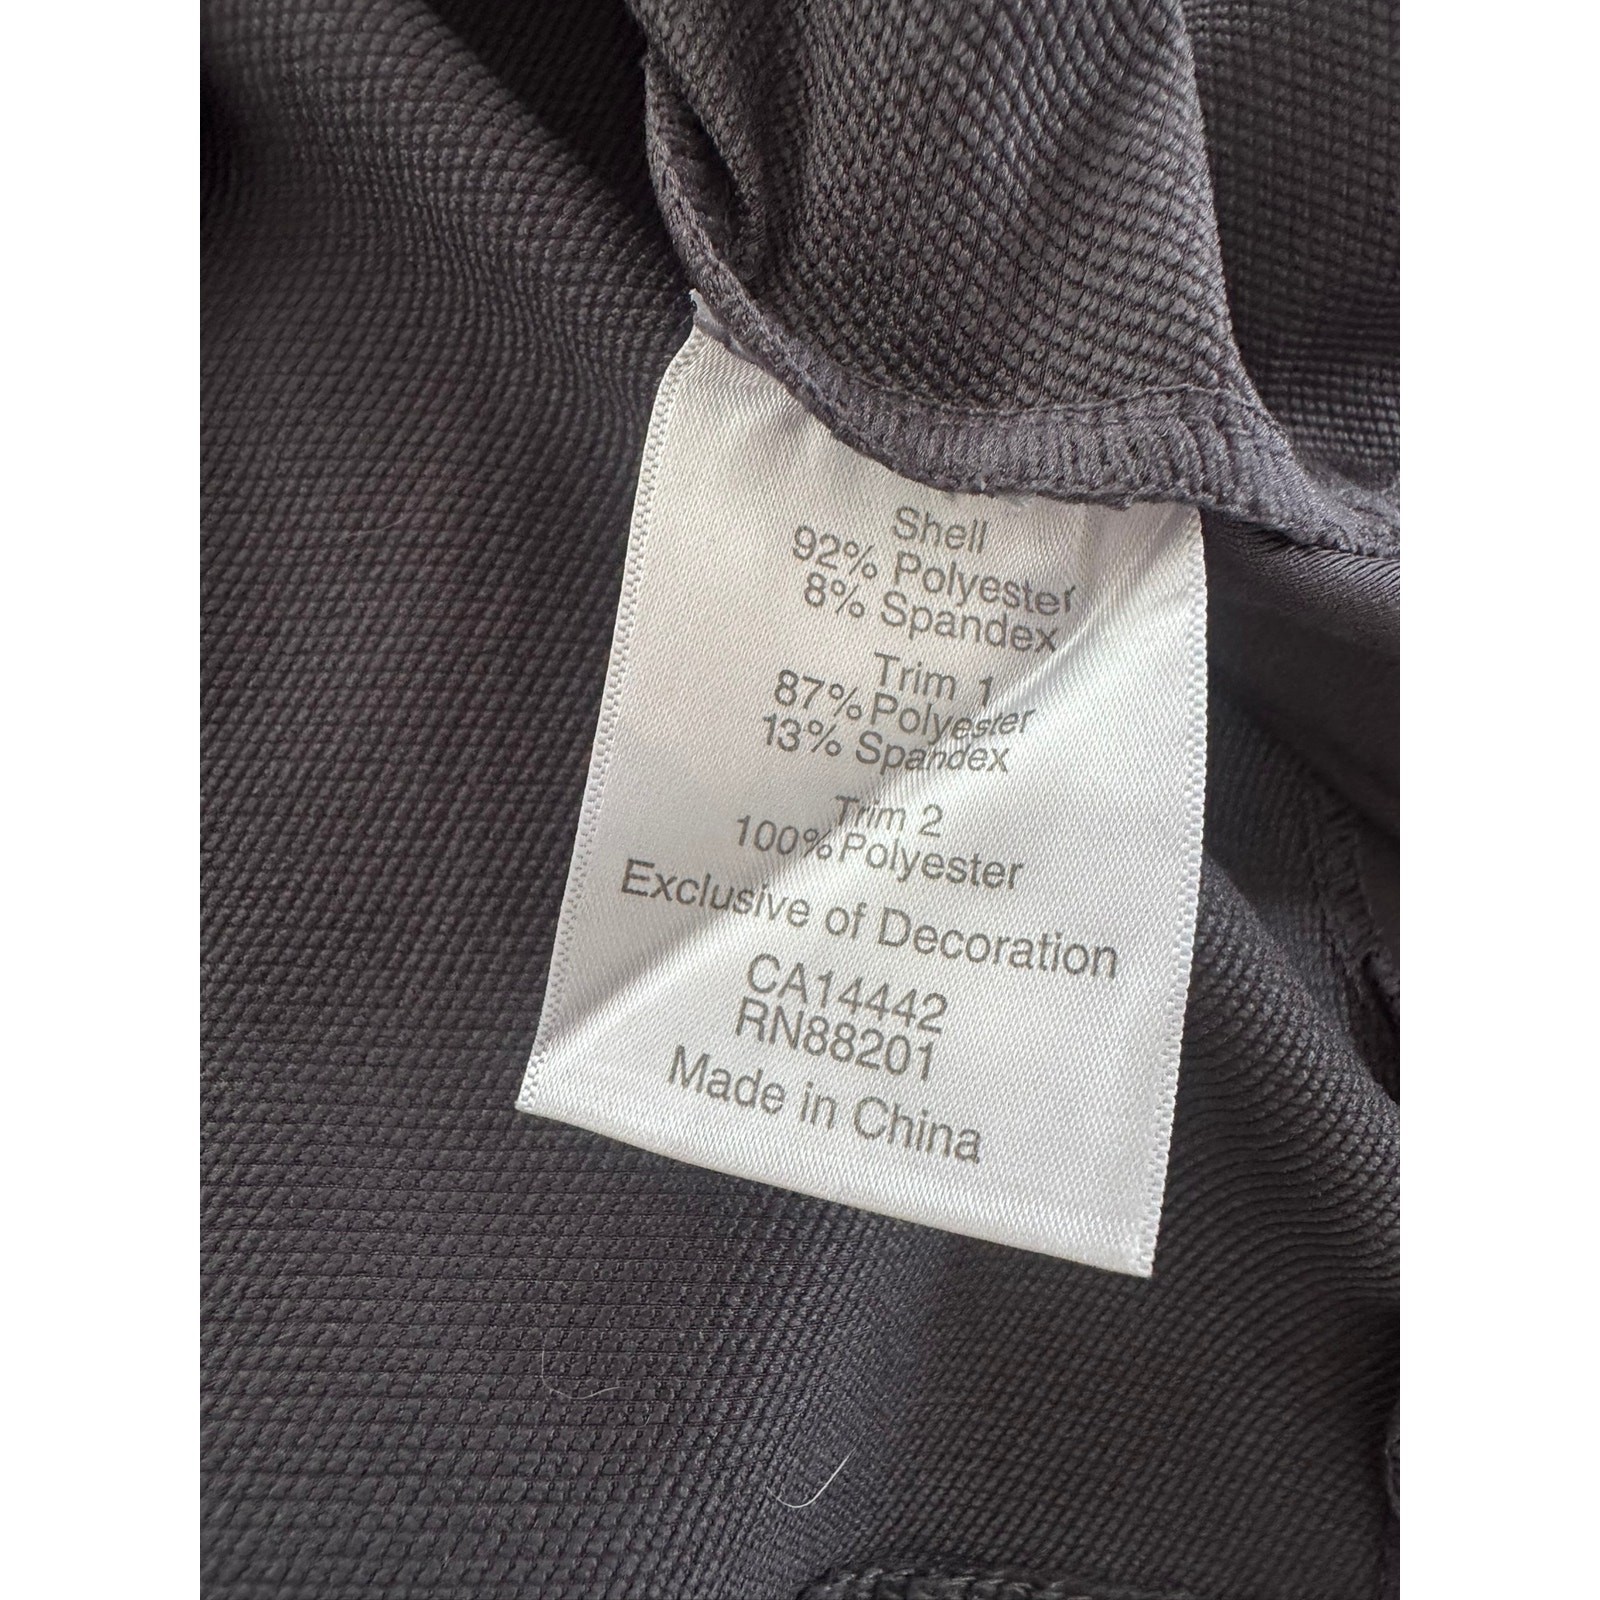 Shell
92% Polyester
8% Spandex
Trim 1
87% Polyester
13% Spandex
Trim 2
100% Polyester
Exclusive of Decoration
CA14442
RN88201
Made in China